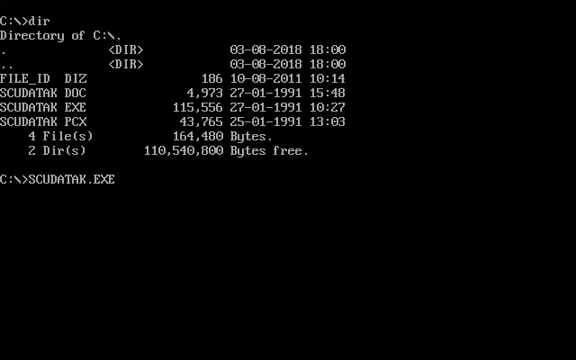 C:\>dir
Directory of C:\.
. <DIR> 03-08-2018 18:00
.. <DIR> 03-08-2018 18:00
FILE_ID DIZ 186 10-08-2011 10:14
SCUDATAK DOC 4,973 27-01-1991 15:48
SCUDATAK EXE 115,556 27-01-1991 10:27
SCUDATAK PCX 43,765 25-01-1991 13:03
4 File(s) 164,480 Bytes.
2 Dir(s) 110,540,800 Bytes free.
C:\>SCUDATAK.EXE